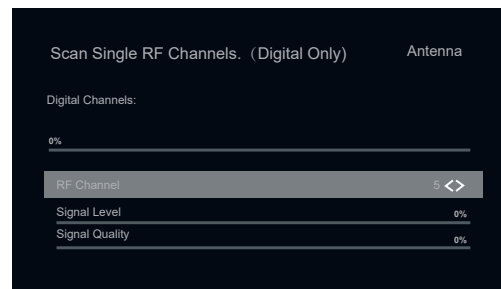 Scan Single RF Channels.（Digital Only) Antenna
Digital Channels:
0%
RF Channel 5 <>
Signal Level 0%
Signal Quality 0%